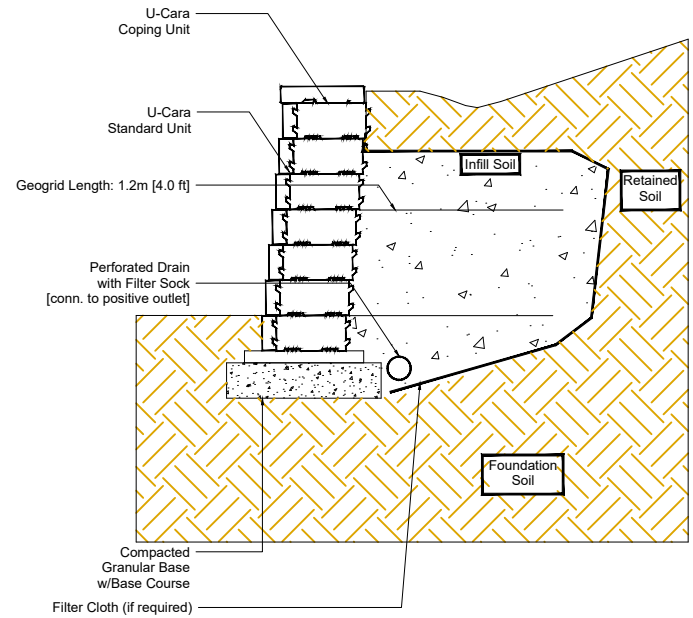 U-Cara
Coping Unit
U-Cara
Standard Unit
Infill Soil
Geogrid Length: 1.2m [4.0 ft]
Retained
Soil
Perforated Drain
with Filter Sock
[conn. to positive outlet]
Foundation
Soil
Compacted
Granular Base
w/Base Course
Filter Cloth (if required)